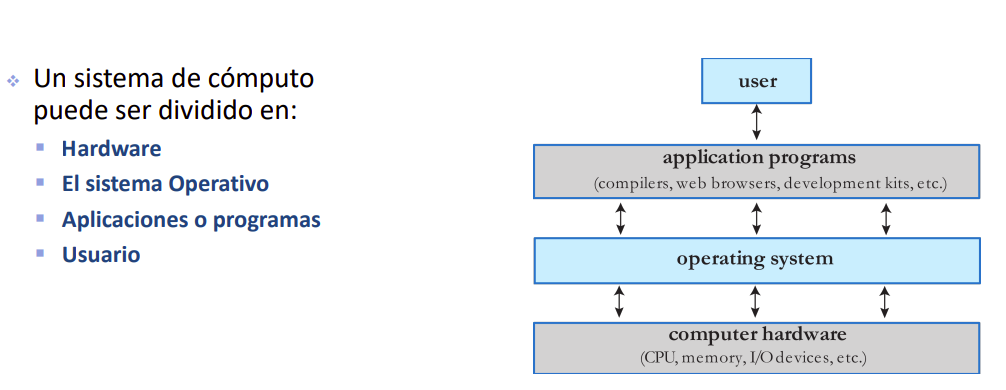 Un sistema de cómputo
puede ser dividido en:
Hardware
El sistema Operativo
Aplicaciones o programas
Usuario
user
application programs
(compilers, web browsers, development kits, etc.)
operating system
computer hardware
(CPU, memory, I/O devices, etc.)